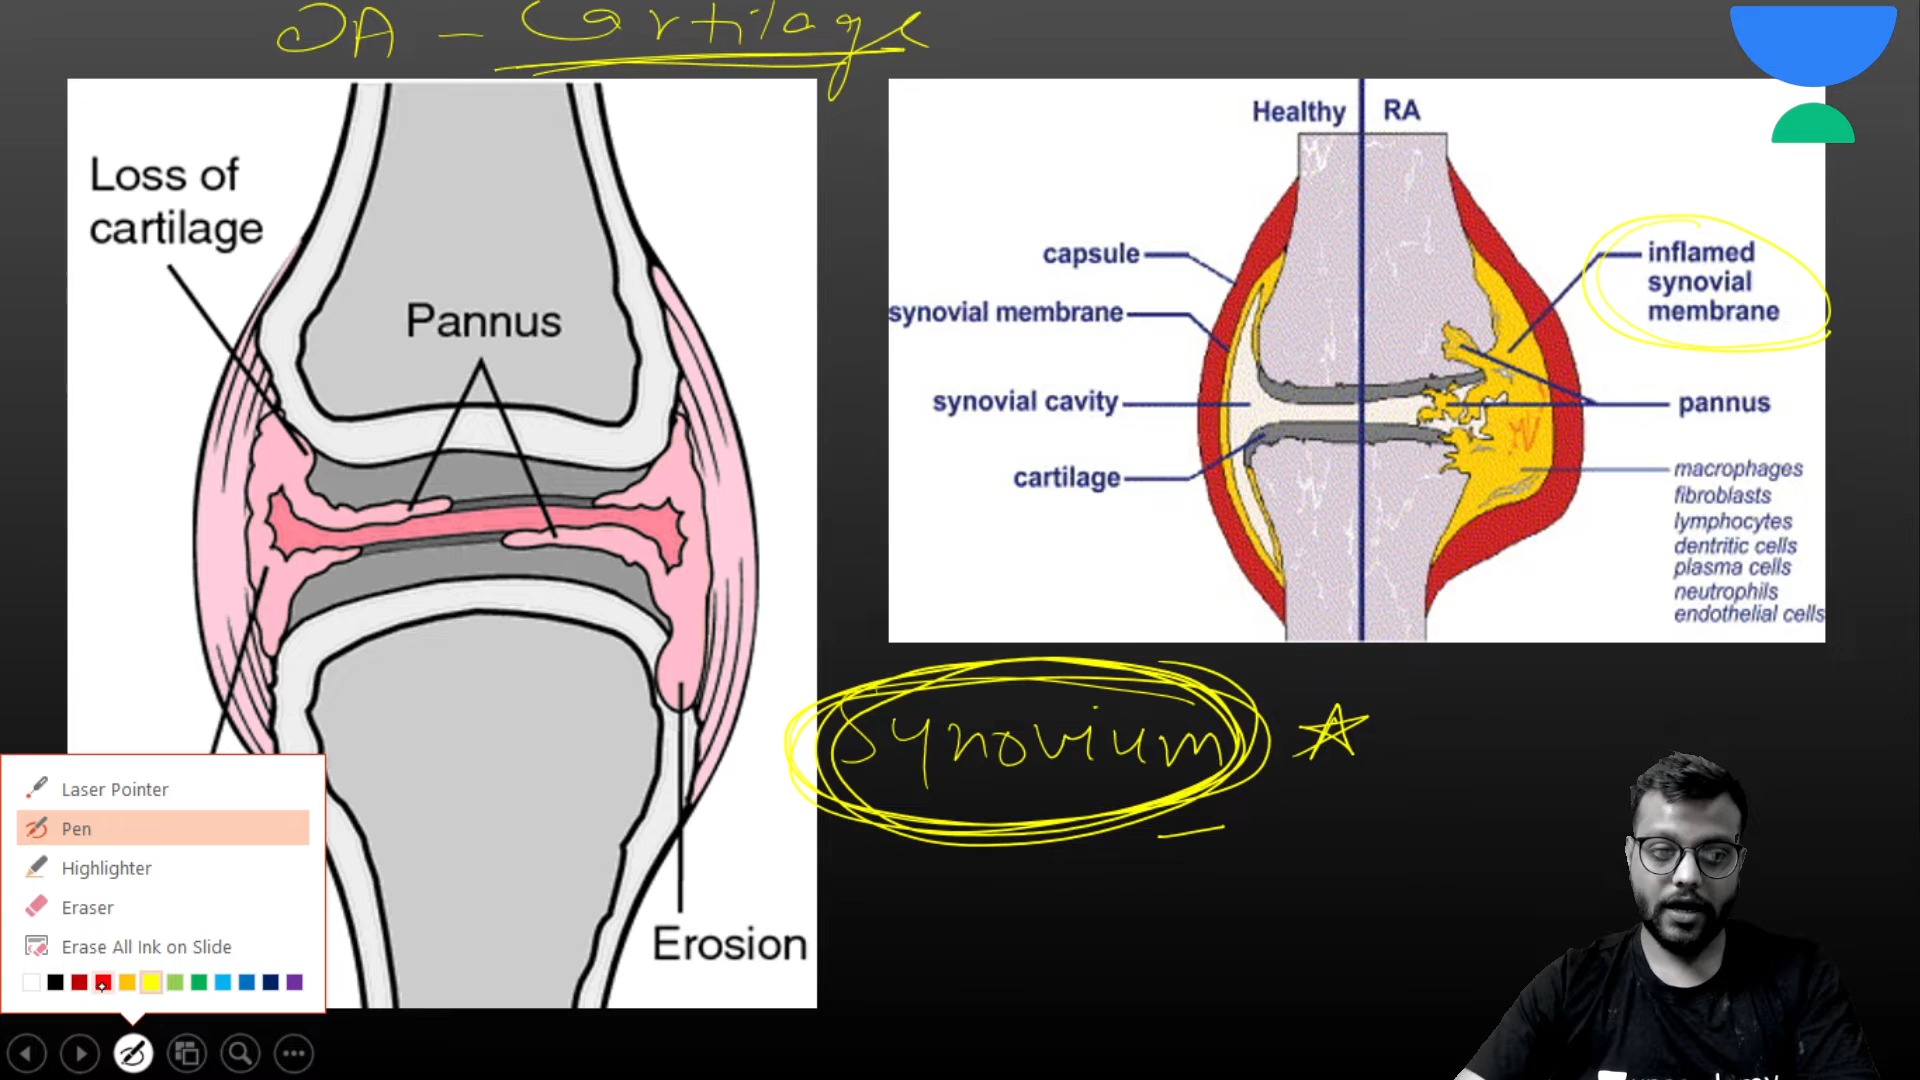 OA - Cartilage
Loss of
cartilage
Pannus
Erosion
Healthy RA
capsule
synovial membrane
synovial cavity
cartilage
inflamed
synovial
membrane
pannus
macrophages
fibroblasts
lymphocytes
dentritic cells
plasma cells
neutrophils
endothelial cells
Synovium
Laser Pointer
Pen
Highlighter
Eraser
Erase All Ink on Slide